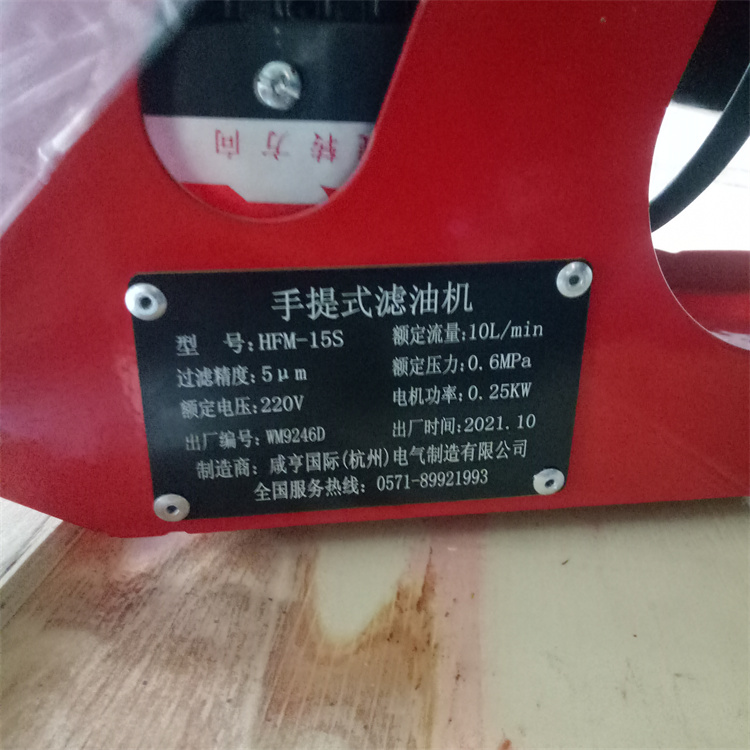 转方向
手提式滤油机
型 号:HFM-15S 额定流量:10L/min
过滤精度:5μm 额定压力:0.6MPa
额定电压:220V 电机功率:0.25KW
出厂编号:WM9246D 出厂时间:2021.10
制造商：咸亨国际(杭州)电气制造有限公司
全国服务热线：0571-89921993